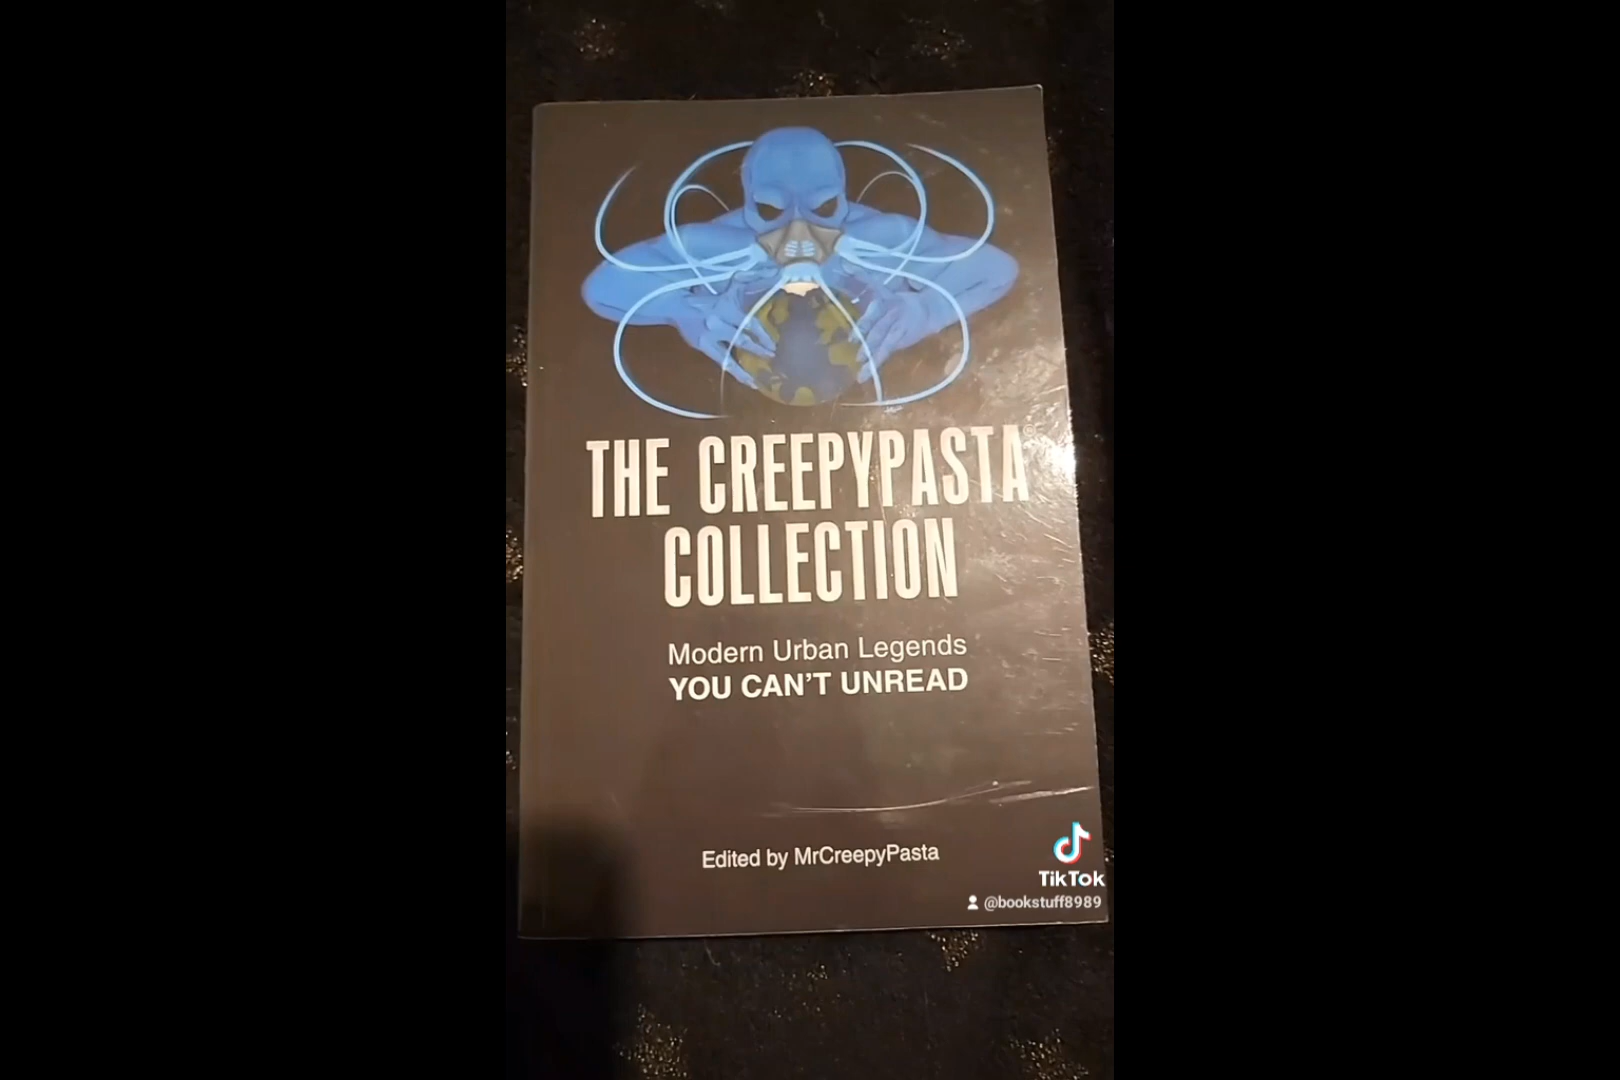 THE CREEPYPASTA
COLLECTION
Modern Urban Legends
YOU CAN'T UNREAD
Edited by MrCreepyPasta
TikTok
@bookstuff8989